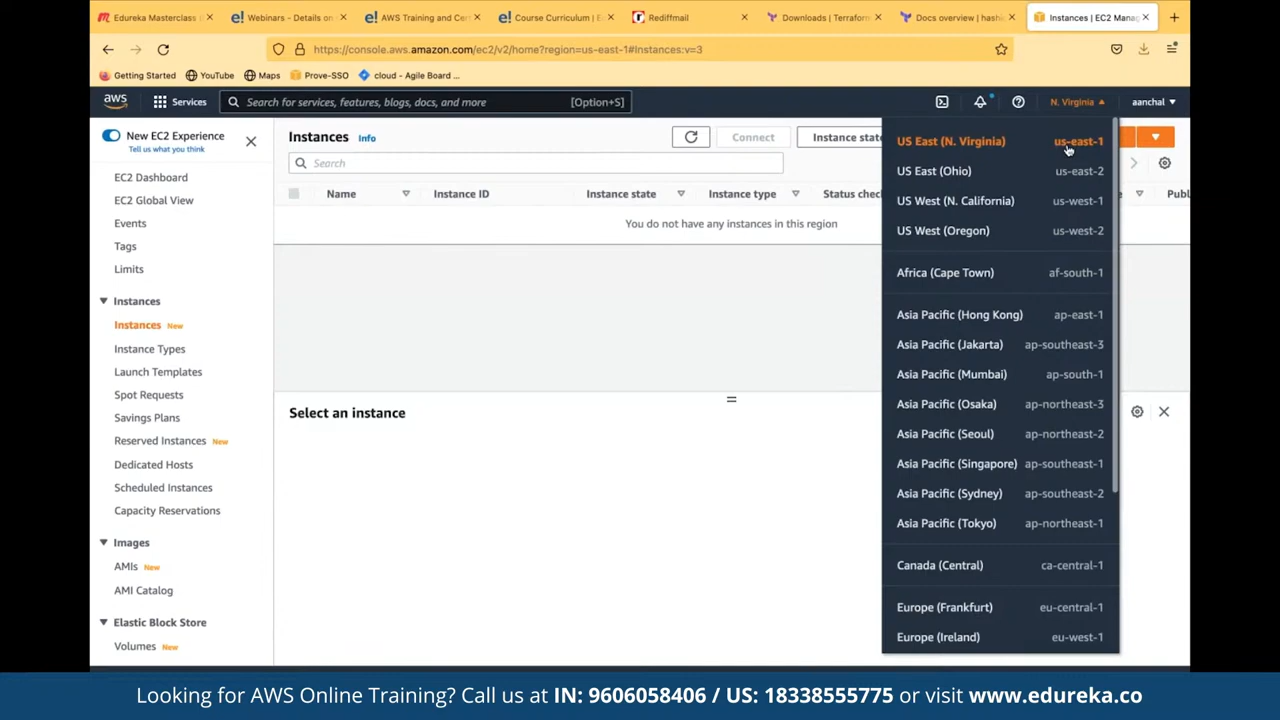 Edureka Masterclass
Webinars - Details on
AWS Training and Cer
Course Curriculum | E
Rediffmail
Downloads | Terraform
Docs overview | hashic
Instances | EC2 Manag
https://console.aws.amazon.com/ec2/v2/home?region=us-east-1#Instances:v=3
Getting Started
YouTube
Maps
Prove-SSO
cloud - Agile Board ...
aws
Services
Search for services, features, blogs, docs, and more
[Option+S]
N. Virginia
aanchal
New EC2 Experience
Tell us what you think
EC2 Dashboard
EC2 Global View
Events
Tags
Limits
Instances
Instances New
Instance Types
Launch Templates
Spot Requests
Savings Plans
Reserved Instances New
Dedicated Hosts
Scheduled Instances
Capacity Reservations
Images
AMIs New
AMI Catalog
Elastic Block Store
Volumes New
Instances Info
Connect
Instance state
Search
Name
Instance ID
Instance state
Instance type
Status check
Publ
You do not have any instances in this region
Select an instance
US East (N. Virginia) us-east-1
US East (Ohio) us-east-2
US West (N. California) us-west-1
US West (Oregon) us-west-2
Africa (Cape Town) af-south-1
Asia Pacific (Hong Kong) ap-east-1
Asia Pacific (Jakarta) ap-southeast-3
Asia Pacific (Mumbai) ap-south-1
Asia Pacific (Osaka) ap-northeast-3
Asia Pacific (Seoul) ap-northeast-2
Asia Pacific (Singapore) ap-southeast-1
Asia Pacific (Sydney) ap-southeast-2
Asia Pacific (Tokyo) ap-northeast-1
Canada (Central) ca-central-1
Europe (Frankfurt) eu-central-1
Europe (Ireland) eu-west-1
Looking for AWS Online Training? Call us at IN: 9606058406 / US: 18338555775 or visit www.edureka.co